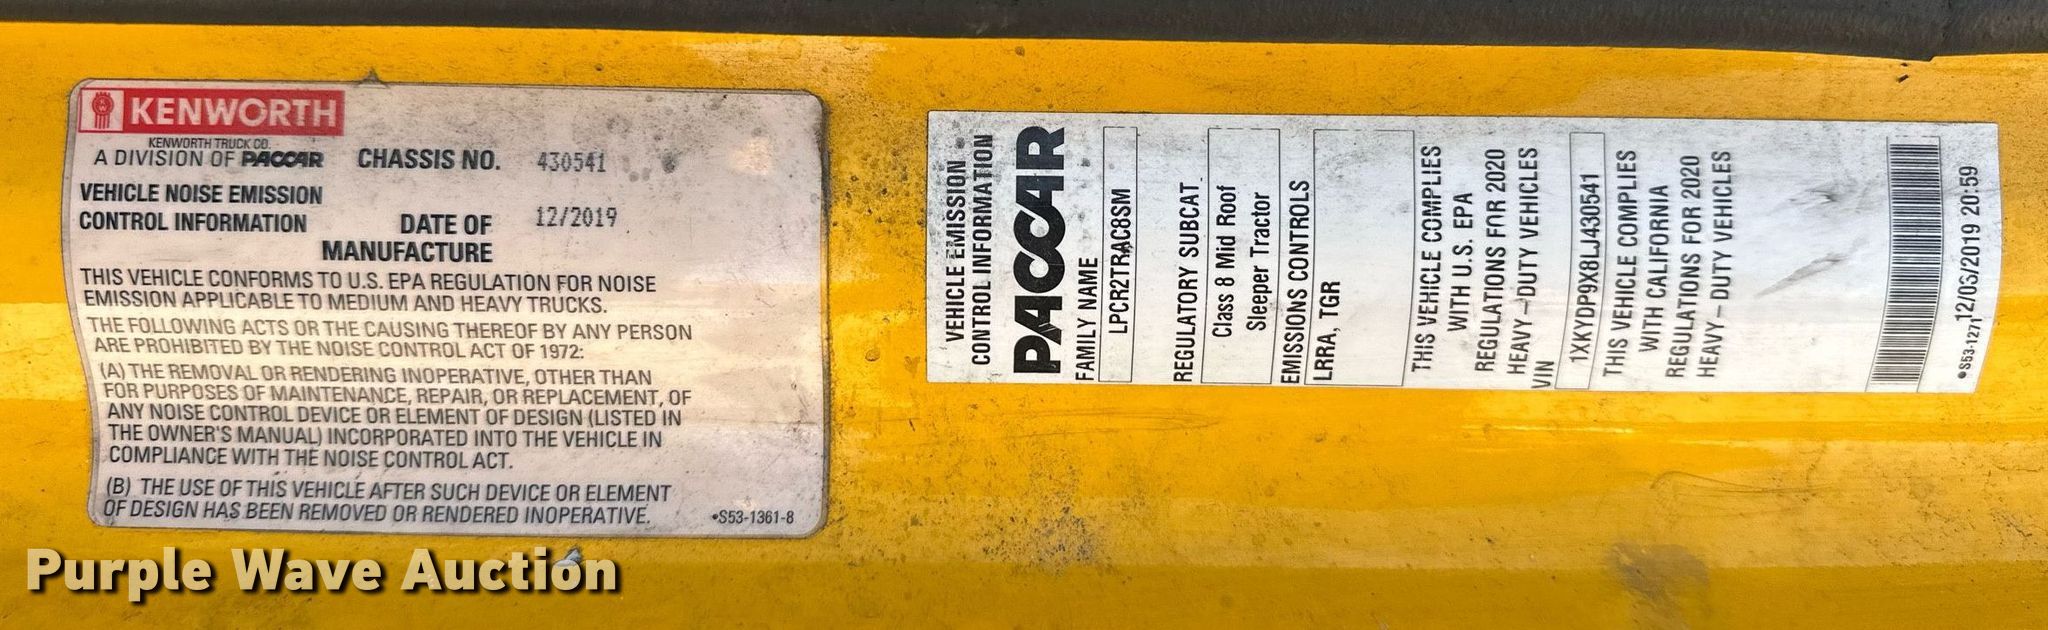 KENWORTH
KENWORTH TRUCK CO.
A DIVISION OF PACCAR
CHASSIS NO. 430541
VEHICLE NOISE EMISSION
CONTROL INFORMATION
DATE OF
MANUFACTURE
12/2019
THIS VEHICLE CONFORMS TO U.S. EPA REGULATION FOR NOISE
EMISSION APPLICABLE TO MEDIUM AND HEAVY TRUCKS.
THE FOLLOWING ACTS OR THE CAUSING THEREOF BY ANY PERSON
ARE PROHIBITED BY THE NOISE CONTROL ACT OF 1972:
(A) THE REMOVAL OR RENDERING INOPERATIVE, OTHER THAN
FOR PURPOSES OF MAINTENANCE, REPAIR, OR REPLACEMENT, OF
ANY NOISE CONTROL DEVICE OR ELEMENT OF DESIGN (LISTED IN
THE OWNER'S MANUAL) INCORPORATED INTO THE VEHICLE IN
COMPLIANCE WITH THE NOISE CONTROL ACT.
(B) THE USE OF THIS VEHICLE AFTER SUCH DEVICE OR ELEMENT
OF DESIGN HAS BEEN REMOVED OR RENDERED INOPERATIVE.
•S53-1361-8
VEHICLE EMISSION
CONTROL INFORMATION
PACCAR
FAMILY NAME
LPCR2TRAC8SM
REGULATORY SUBCAT.
Class 8 Mid Roof
Sleeper Tractor
EMISSIONS CONTROLS
LRRA, TGR
THIS VEHICLE COMPLIES
WITH U.S. EPA
REGULATIONS FOR 2020
HEAVY-DUTY VEHICLES
VIN
1XKYDP9X8LJ430541
THIS VEHICLE COMPLIES
WITH CALIFORNIA
REGULATIONS FOR 2020
HEAVY-DUTY VEHICLES
•S53-1271 12/03/2019 20:59
Purple Wave Auction